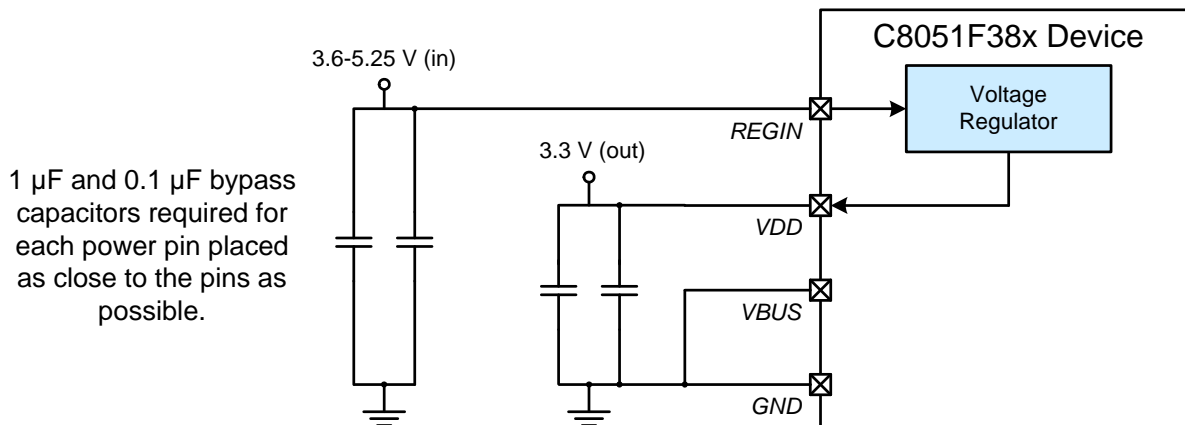 C8051F38x Device
3.6-5.25 V (in)
Voltage
Regulator
REGIN
3.3 V (out)
1 μF and 0.1 μF bypass
capacitors required for
each power pin placed
as close to the pins as
possible.
VDD
VBUS
GND